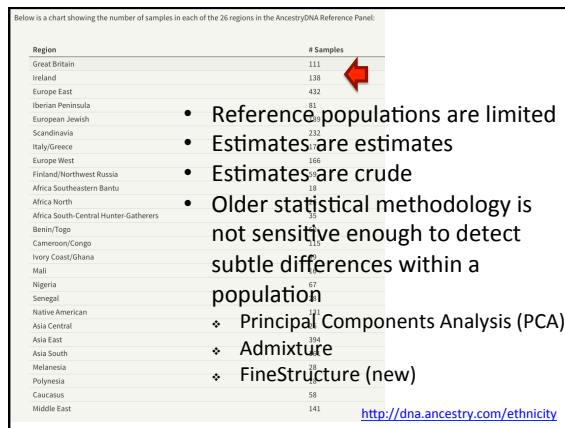 Below is a chart showing the number of samples in each of the 26 regions in the AncestryDNA Reference Panel:
Region # Samples
Great Britain 111
Ireland 138
Europe East 432
Iberian Peninsula 81
European Jewish
Scandinavia 232
Italy/Greece
Europe West 166
Finland/Northwest Russia 59
Africa Southeastern Bantu 18
Africa North
Africa South-Central Hunter-Gatherers 35
Benin/Togo
Cameroon/Congo 115
Ivory Coast/Ghana
Mali
Nigeria 67
Senegal
Native American 131
Asia Central
Asia East 394
Asia South
Melanesia 28
Polynesia 18
Caucasus 58
Middle East 141
• Reference populations are limited
• Estimates are estimates
• Estimates are crude
• Older statistical methodology is
not sensitive enough to detect
subtle differences within a
population
❖ Principal Components Analysis (PCA)
❖ Admixture
❖ FineStructure (new)
http://dna.ancestry.com/ethnicity